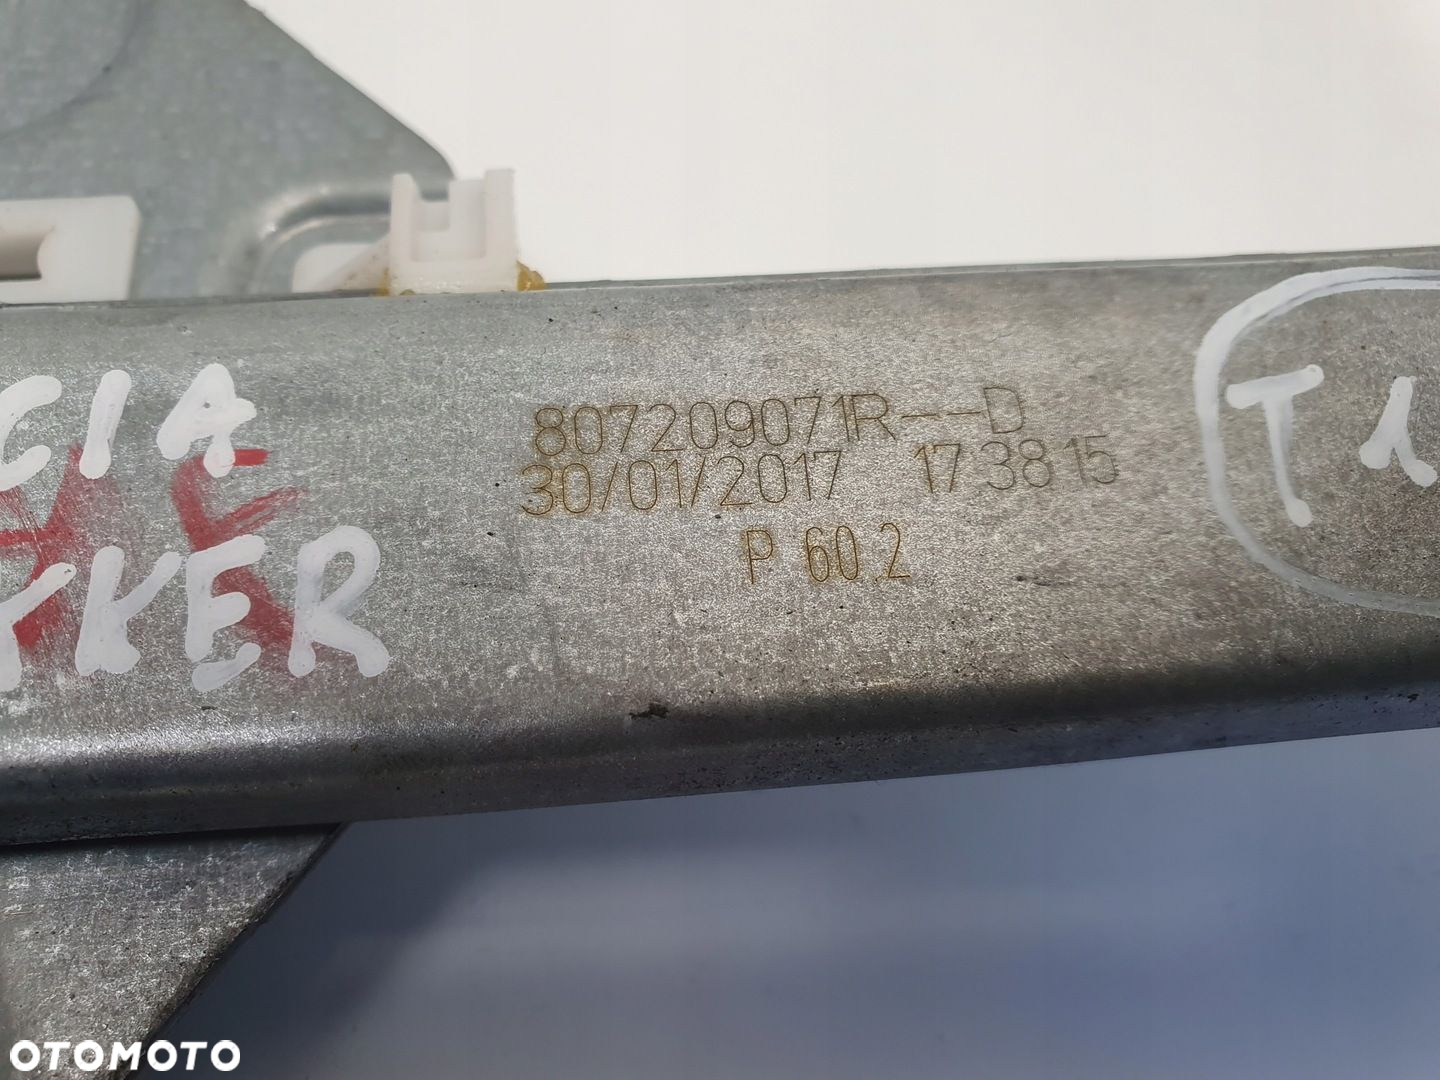 CIA
KER
807209071R--D
30/01/2017 17 38 15
P 60.2
T1
OTOMOTO